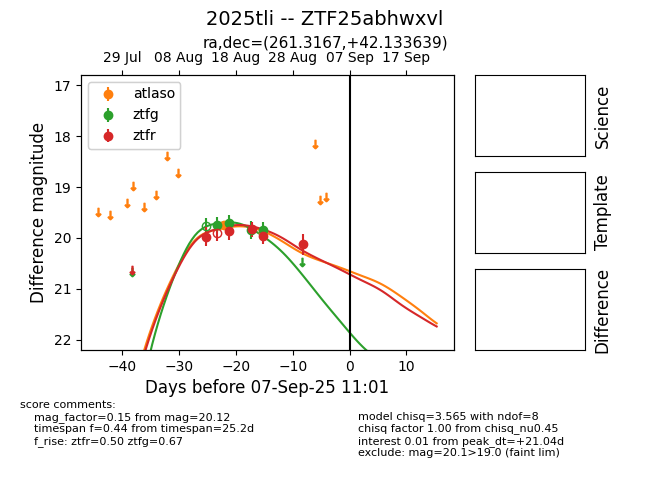 2025tli -- ZTF25abhwxvl
ra,dec=(261.3167,+42.133639)
29 Jul 08 Aug 18 Aug 28 Aug 07 Sep 17 Sep
atlaso
ztfg
ztfr
17
18
19
20
21
22
Difference magnitude
−40 −30 −20 −10 0 10
Days before 07-Sep-25 11:01
Science
Template
Difference
score comments:
mag_factor=0.15 from mag=20.12
timespan f=0.44 from timespan=25.2d
f_rise: ztfr=0.50 ztfg=0.67
model chisq=3.565 with ndof=8
chisq factor 1.00 from chisq_nu0.45
interest 0.01 from peak_dt=+21.04d
exclude: mag=20.1>19.0 (faint lim)